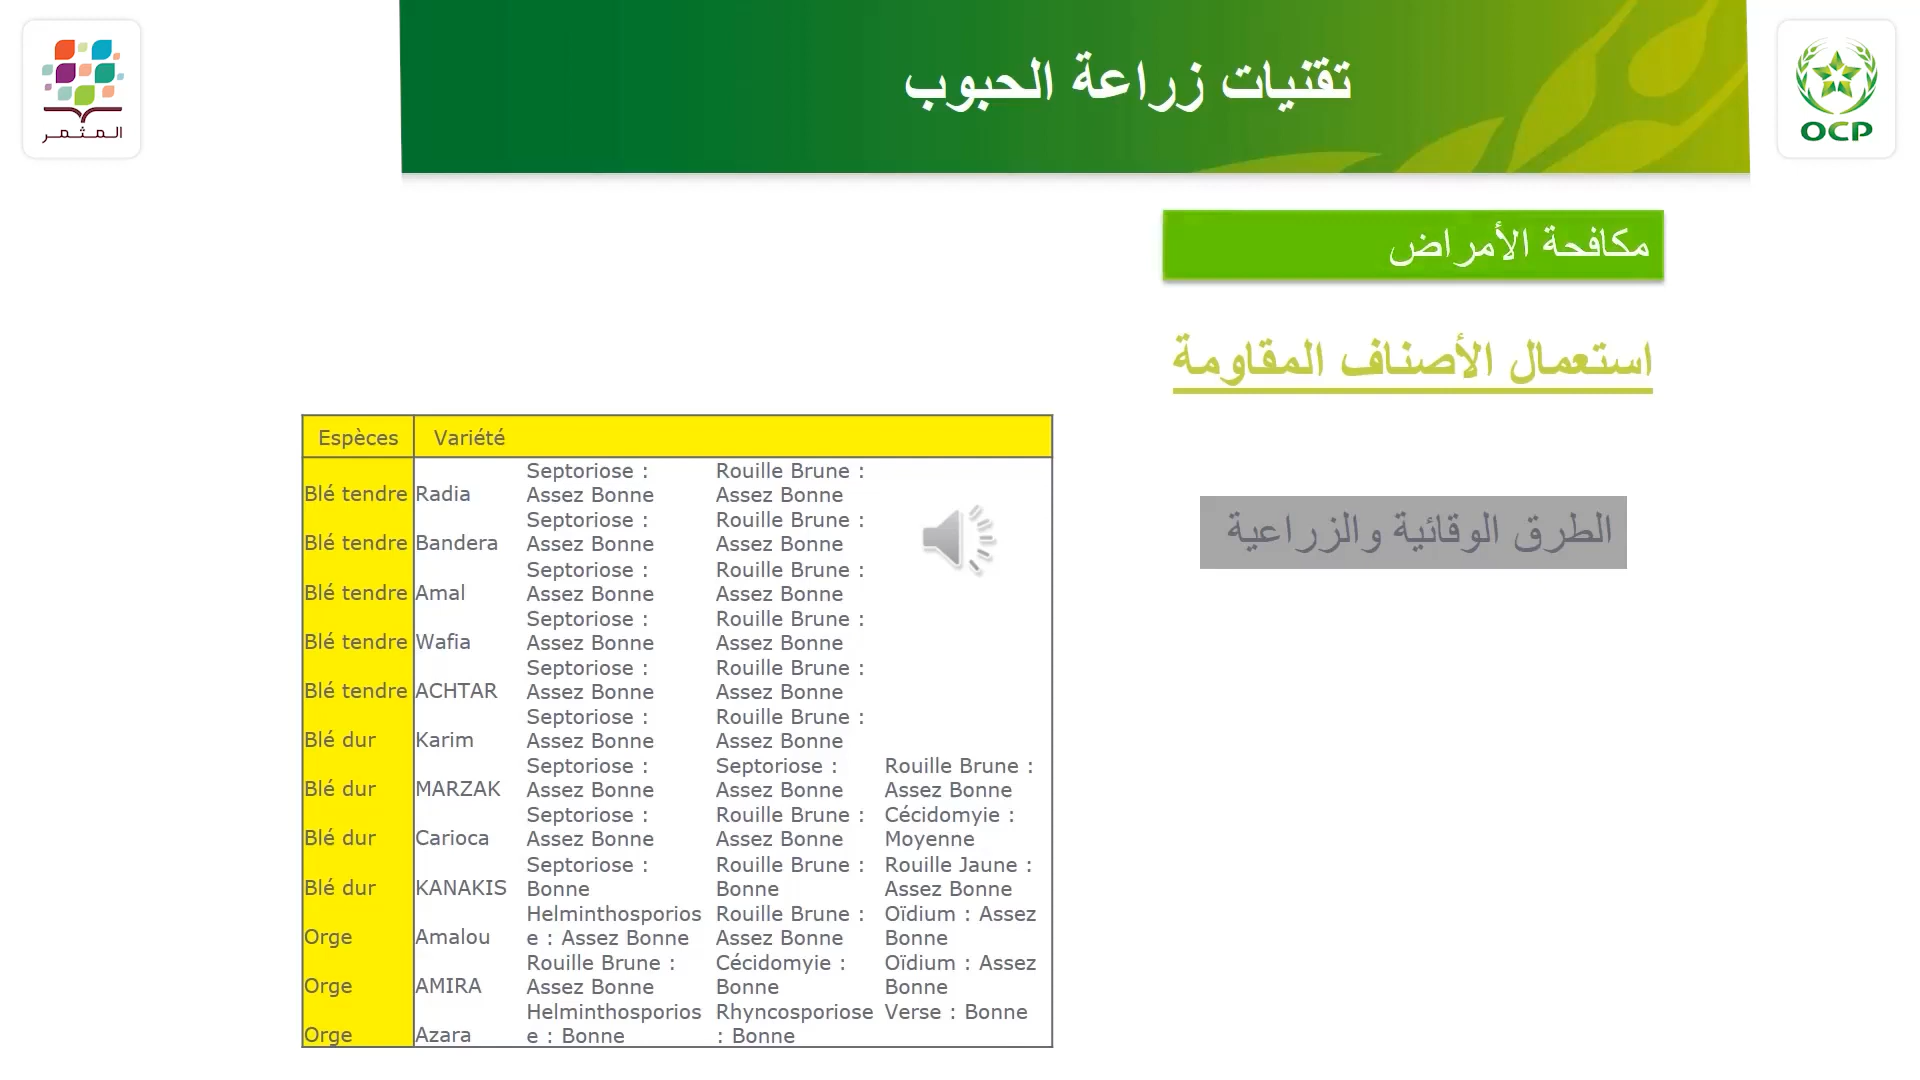 المثمر
تقنيات زراعة الحبوب
OCP
مكافحة الأمراض
استعمال الأصناف المقاومة
الطرق الوقائية والزراعية
Espèces Variété
Septoriose : Rouille Brune :
Blé tendre Radia Assez Bonne Assez Bonne
Septoriose : Rouille Brune :
Blé tendre Bandera Assez Bonne Assez Bonne
Septoriose : Rouille Brune :
Blé tendre Amal Assez Bonne Assez Bonne
Septoriose : Rouille Brune :
Blé tendre Wafia Assez Bonne Assez Bonne
Septoriose : Rouille Brune :
Blé tendre ACHTAR Assez Bonne Assez Bonne
Septoriose : Rouille Brune :
Blé dur Karim Assez Bonne Assez Bonne
Septoriose : Septoriose : Rouille Brune :
Blé dur MARZAK Assez Bonne Assez Bonne Assez Bonne
Septoriose : Rouille Brune : Cécidomyie :
Blé dur Carioca Assez Bonne Assez Bonne Moyenne
Septoriose : Rouille Brune : Rouille Jaune :
Blé dur KANAKIS Bonne Bonne Assez Bonne
Helminthosporios Rouille Brune : Oïdium : Assez
Orge Amalou e : Assez Bonne Assez Bonne Bonne
Rouille Brune : Cécidomyie : Oïdium : Assez
Orge AMIRA Assez Bonne Bonne Bonne
Helminthosporios Rhyncosporiose Verse : Bonne
Orge Azara e : Bonne : Bonne